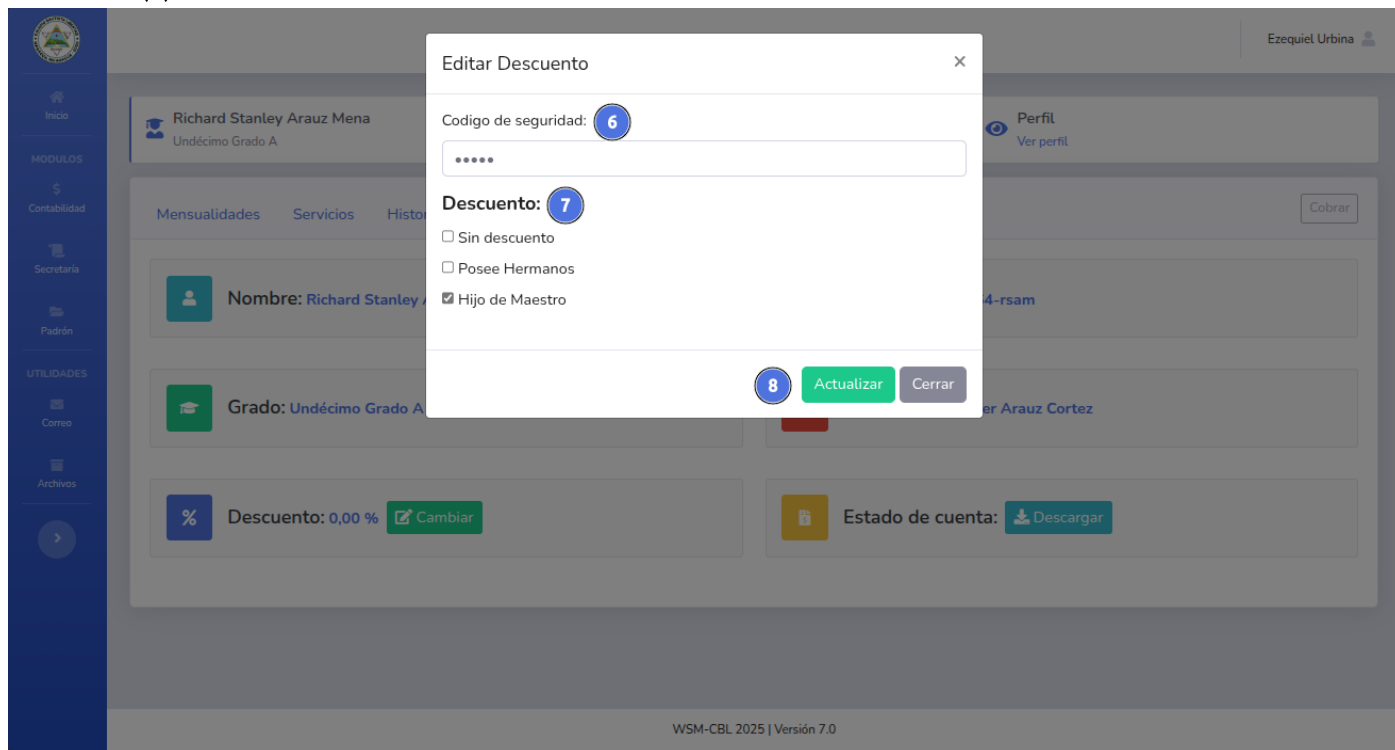 Ezequiel Urbina
Inicio
MODULOS
Contabilidad
Secretaría
Padrón
UTILIDADES
Correo
Archivos
Richard Stanley Arauz Mena
Undécimo Grado A
Perfil
Ver perfil
Mensualidades Servicios Histo
Cobrar
Nombre: Richard Stanley
4-rsam
Grado: Undécimo Grado A
er Arauz Cortez
Descuento: 0,00 % Cambiar
Estado de cuenta: Descargar
Editar Descuento ×
Codigo de seguridad: 6
•••••
Descuento: 7
Sin descuento
Posee Hermanos
Hijo de Maestro
8 Actualizar Cerrar
WSM-CBL 2025 | Versión 7.0